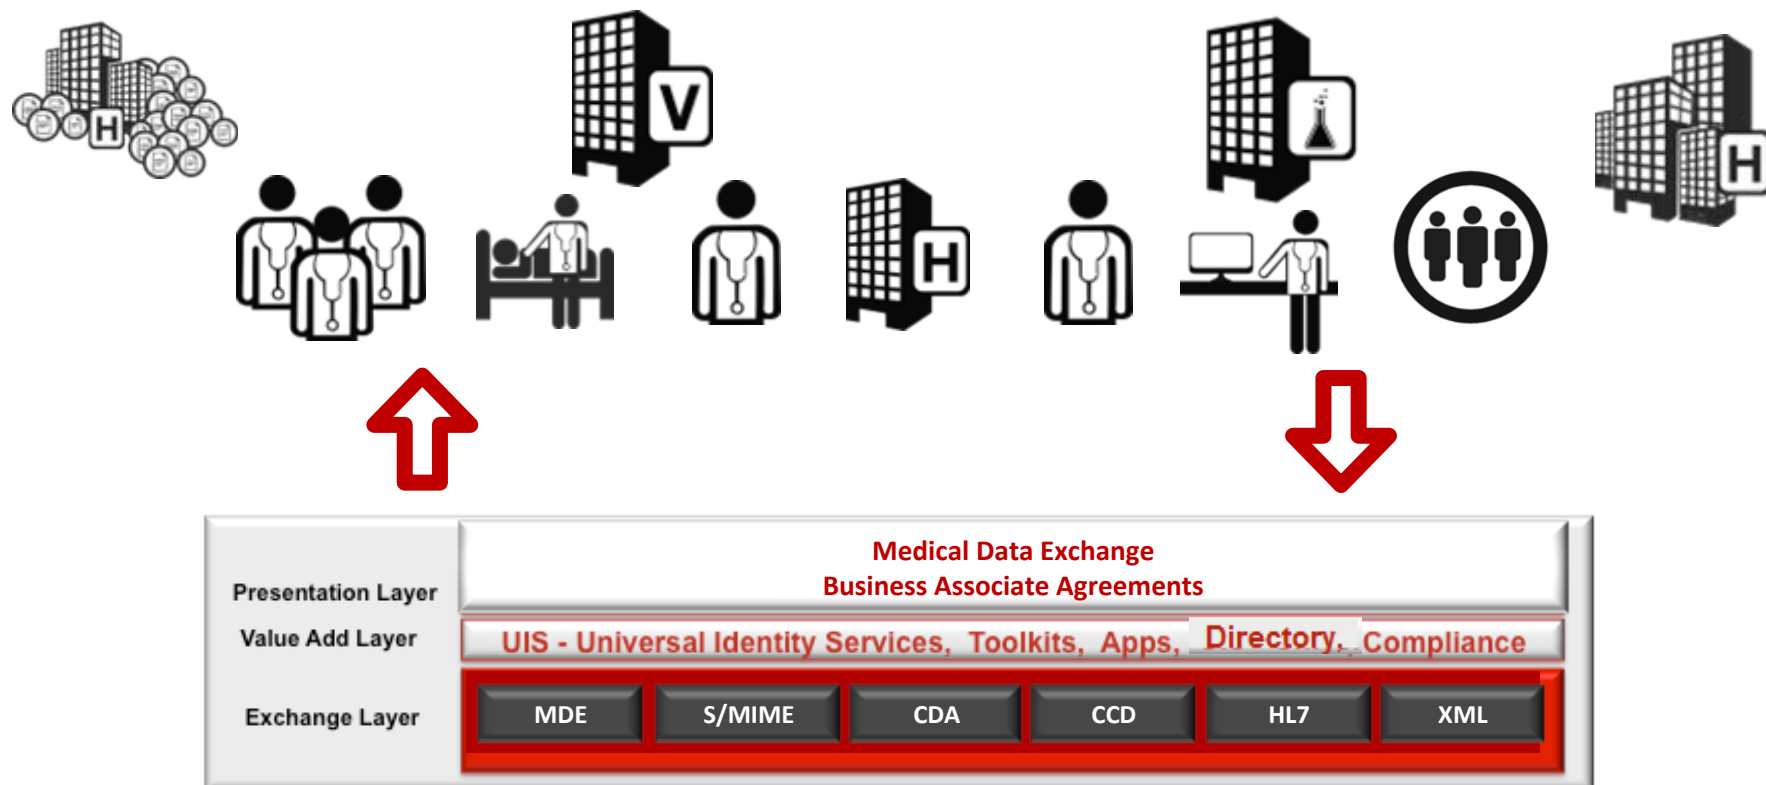 H
V
H
H
Medical Data Exchange
Business Associate Agreements
Presentation Layer
Value Add Layer
UIS - Universal Identity Services, Toolkits, Apps, Directory, Compliance
Exchange Layer
MDE S/MIME CDA CCD HL7 XML